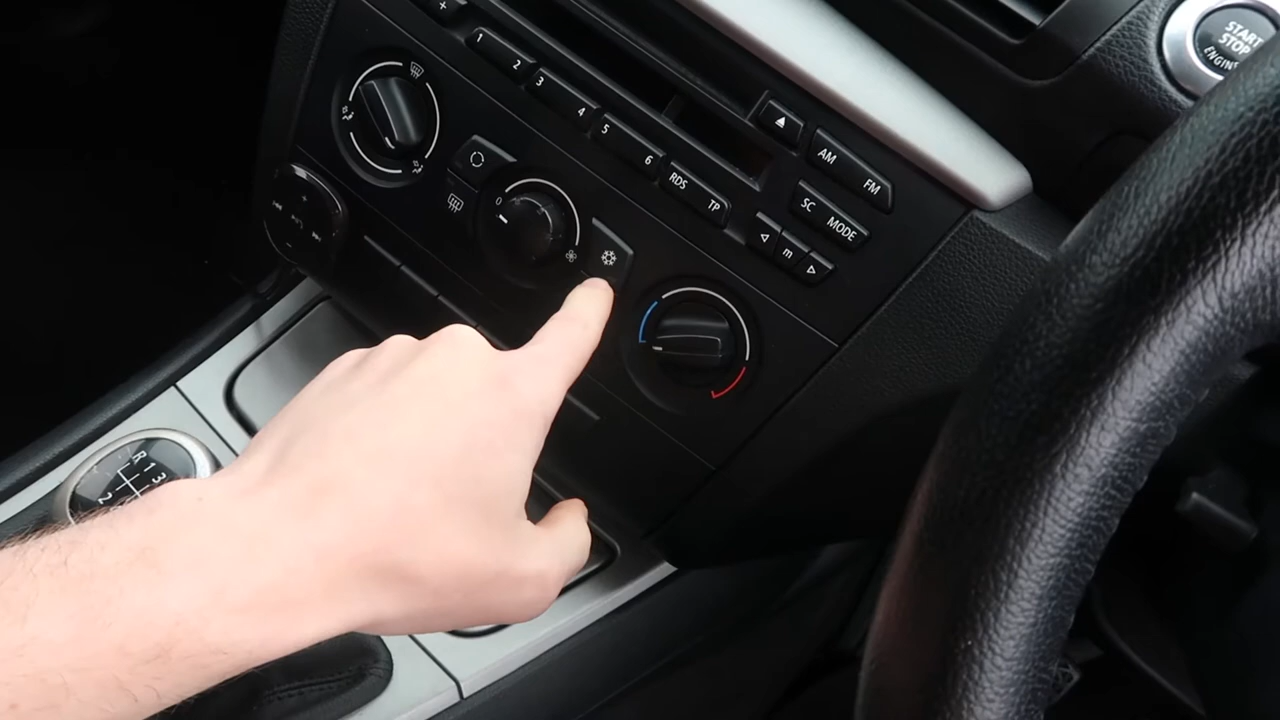 START
STOP
ENGINE
1 2
3 4
5 6
RDS TP
AM FM
SC MODE
m
0
R 1 3
2